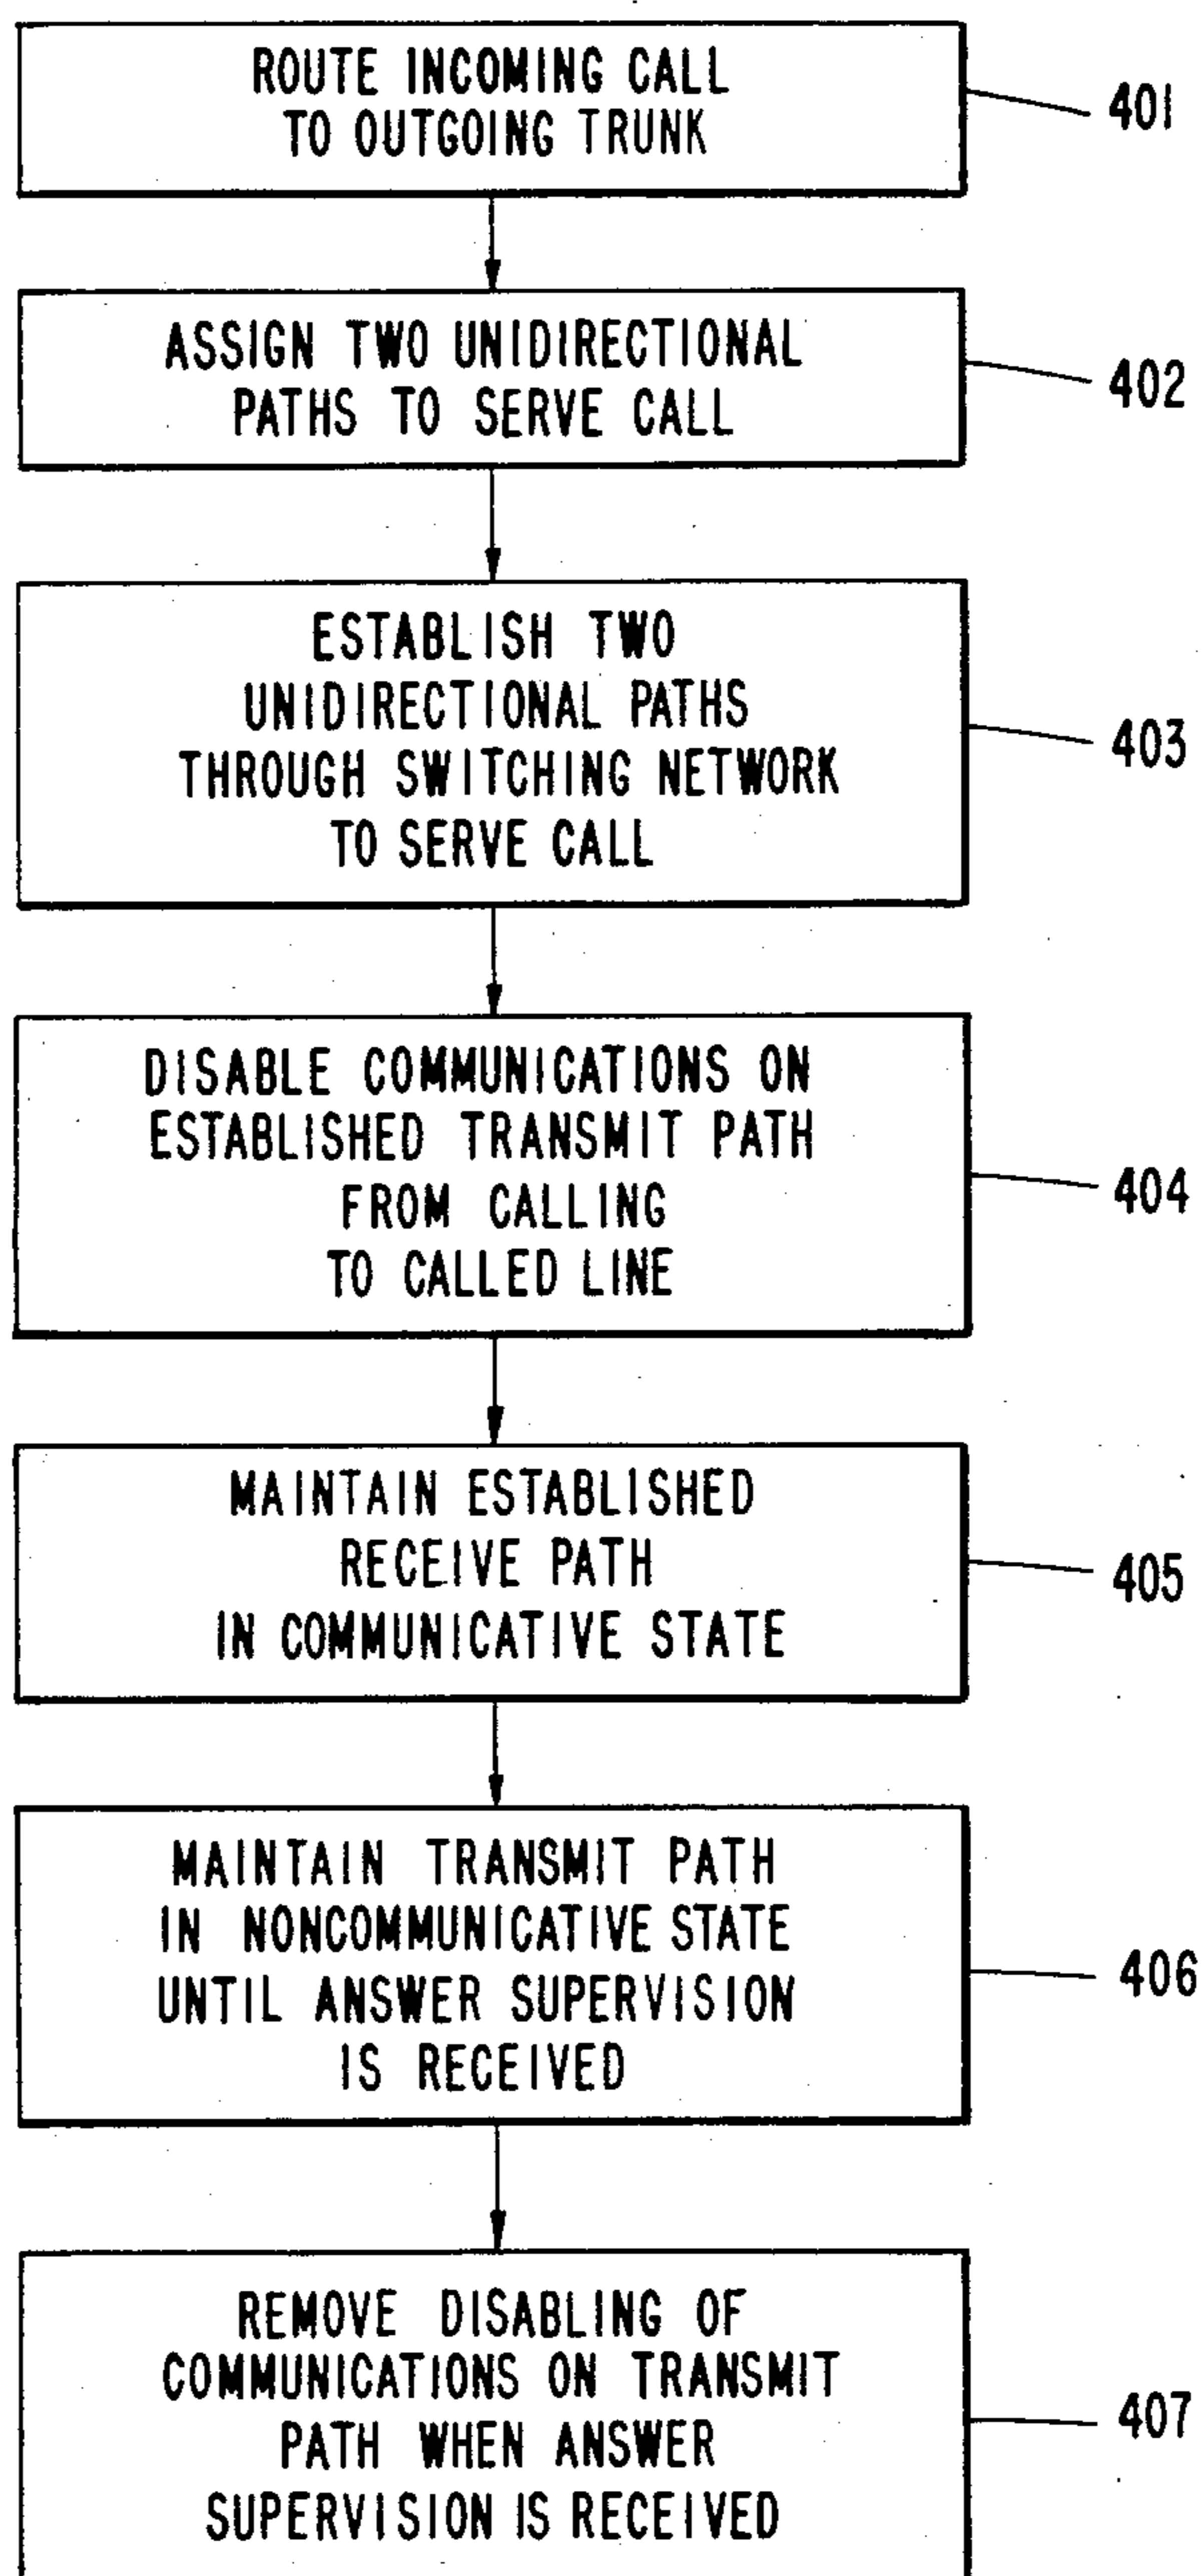 ROUTE INCOMING CALL
TO OUTGOING TRUNK
401
ASSIGN TWO UNIDIRECTIONAL
PATHS TO SERVE CALL
402
ESTABLISH TWO
UNIDIRECTIONAL PATHS
THROUGH SWITCHING NETWORK
TO SERVE CALL
403
DISABLE COMMUNICATIONS ON
ESTABLISHED TRANSMIT PATH
FROM CALLING
TO CALLED LINE
404
MAINTAIN ESTABLISHED
RECEIVE PATH
IN COMMUNICATIVE STATE
405
MAINTAIN TRANSMIT PATH
IN NONCOMMUNICATIVE STATE
UNTIL ANSWER SUPERVISION
IS RECEIVED
406
REMOVE DISABLING OF
COMMUNICATIONS ON TRANSMIT
PATH WHEN ANSWER
SUPERVISION IS RECEIVED
407